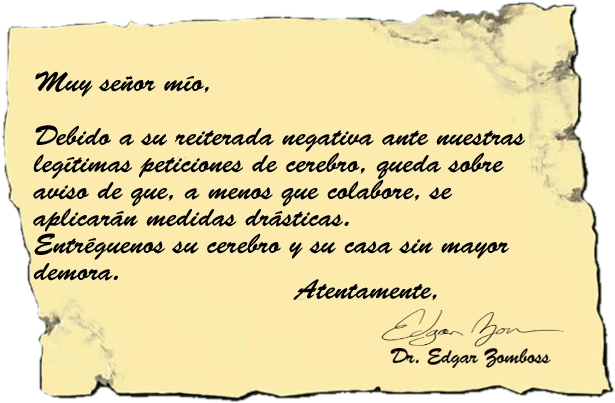 Muy señor mío,
Debido a su reiterada negativa ante nuestras
legítimas peticiones de cerebro, queda sobre
aviso de que, a menos que colabore, se
aplicarán medidas drásticas.
Entréguenos su cerebro y su casa sin mayor
demora.
Atentamente,
Edgar Zom
Dr. Edgar Zomboss